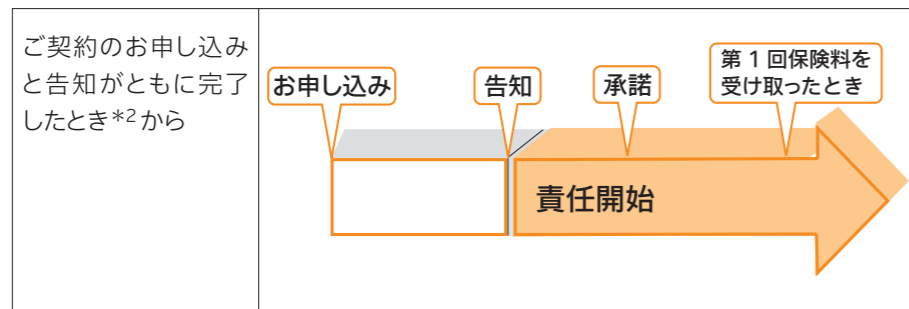 ご契約のお申し込み
と告知がともに完了
したとき*2から
お申し込み
告知
承諾
第1回保険料を
受け取ったとき
責任開始